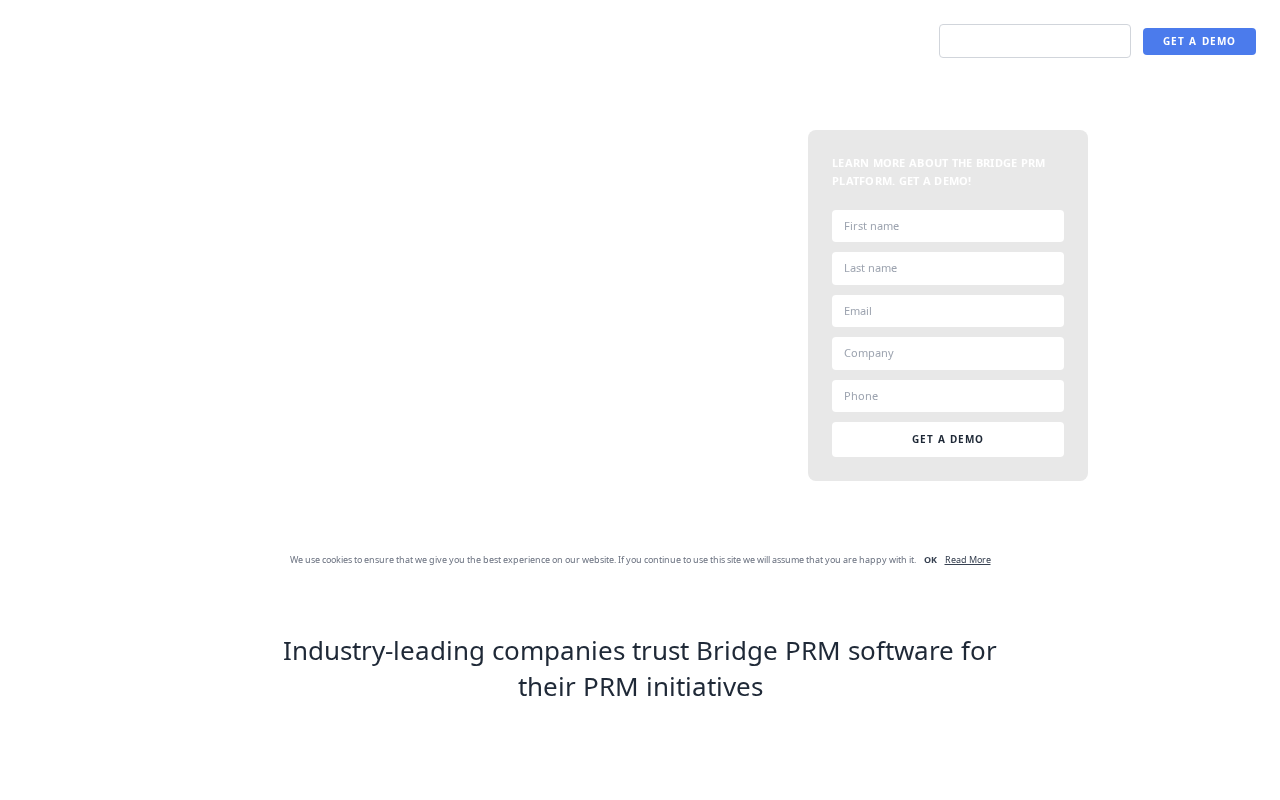 GET A DEMO
LEARN MORE ABOUT THE BRIDGE PRM
PLATFORM. GET A DEMO!
First name
Last name
Email
Company
Phone
GET A DEMO
We use cookies to ensure that we give you the best experience on our website. If you continue to use this site we will assume that you are happy with it. OK Read More
Industry-leading companies trust Bridge PRM software for
their PRM initiatives